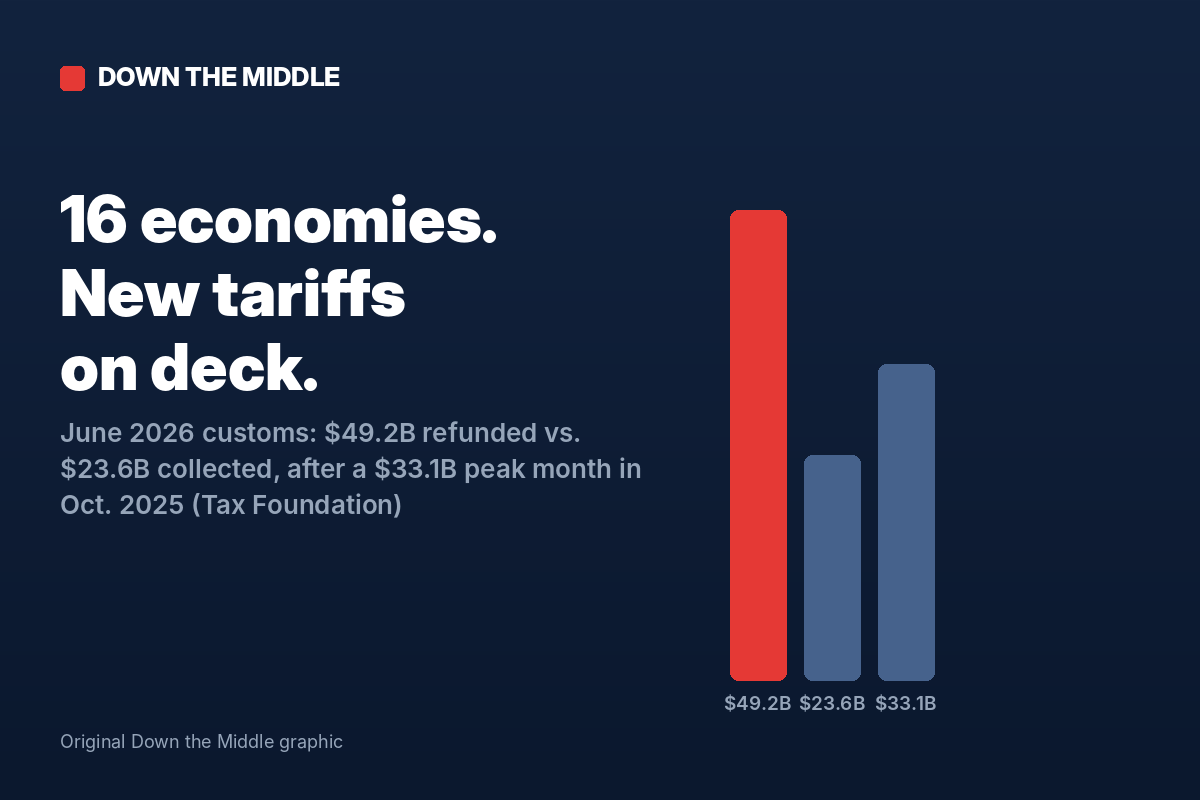 DOWN THE MIDDLE
16 economies.
New tariffs
on deck.
June 2026 customs: $49.2B refunded vs.
$23.6B collected, after a $33.1B peak month in
Oct. 2025 (Tax Foundation)
$49.2B $23.6B $33.1B
Original Down the Middle graphic